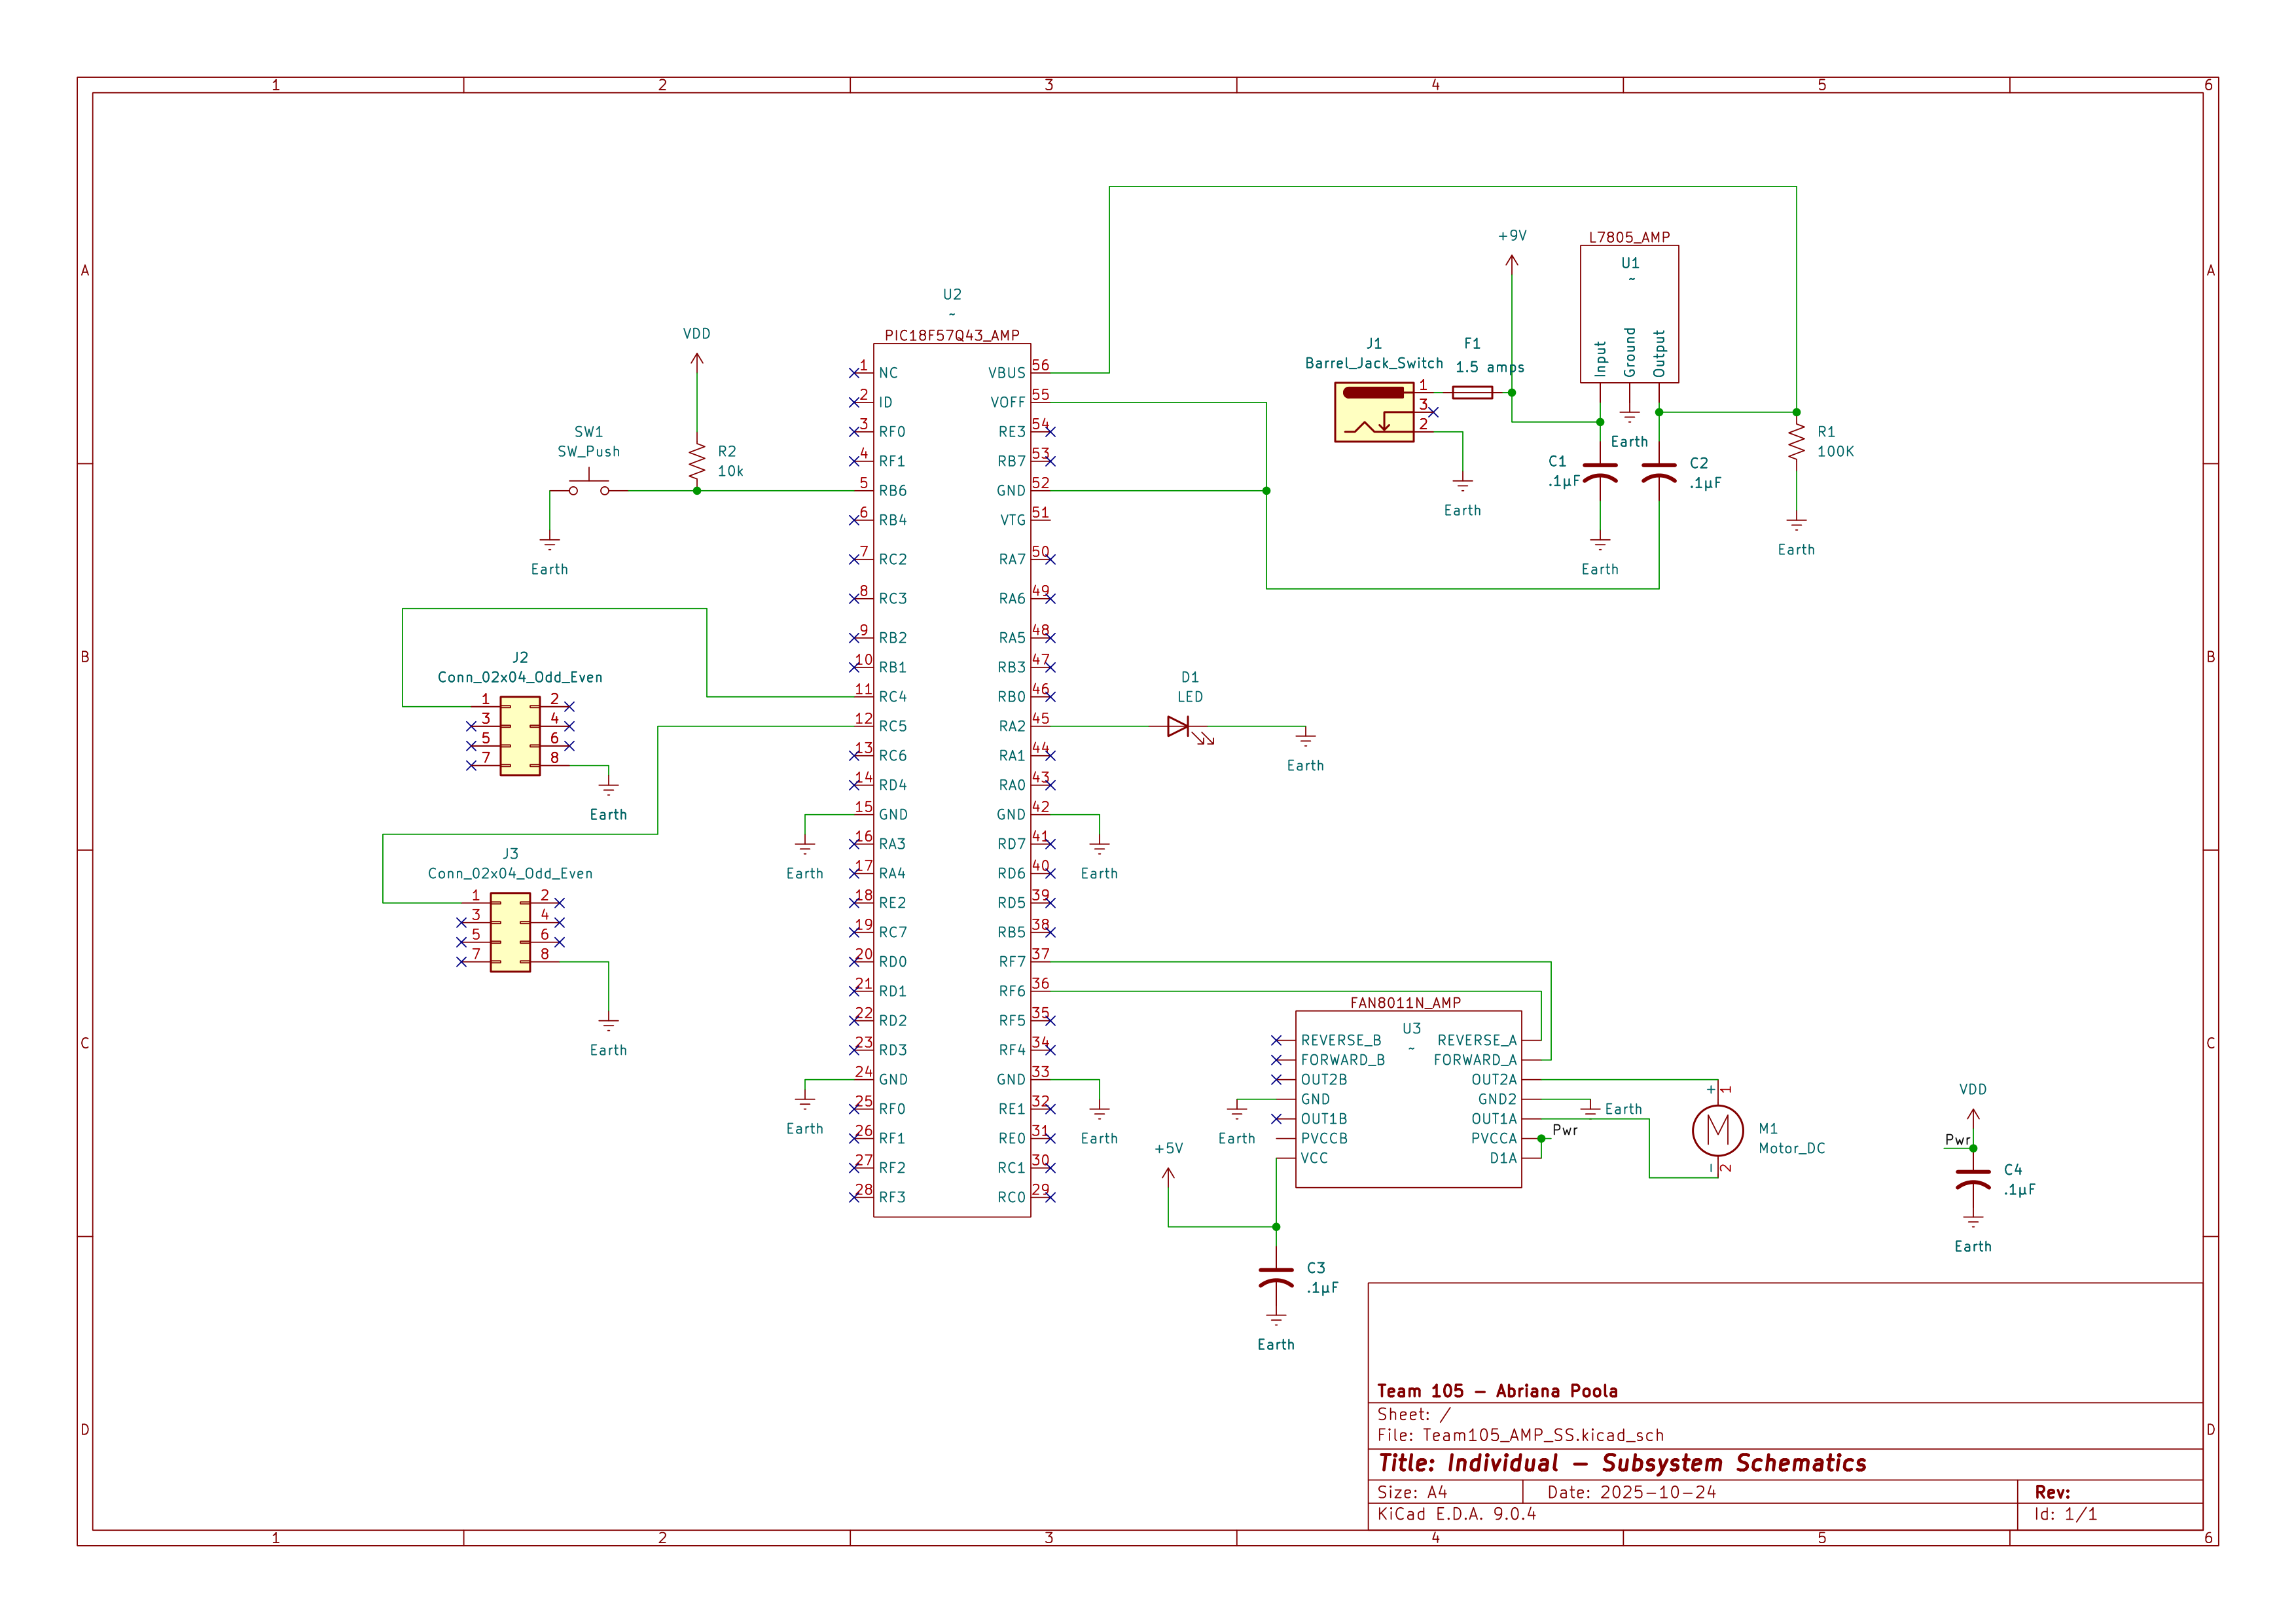 1 2 3 4 5 6
A A
B B
C C
D D
1 2 3 4 5 6
U2
~
PIC18F57Q43_AMP
1 NC VBUS 56
2 ID VOFF 55
3 RF0 RE3 54
4 RF1 RB7 53
5 RB6 GND 52
6 RB4 VTG 51
7 RC2 RA7 50
8 RC3 RA6 49
9 RB2 RA5 48
10 RB1 RB3 47
11 RC4 RB0 46
12 RC5 RA2 45
13 RC6 RA1 44
14 RD4 RA0 43
15 GND GND 42
16 RA3 RD7 41
17 RA4 RD6 40
18 RE2 RD5 39
19 RC7 RB5 38
20 RD0 RF7 37
21 RD1 RF6 36
22 RD2 RF5 35
23 RD3 RF4 34
24 GND GND 33
25 RF0 RE1 32
26 RF1 RE0 31
27 RF2 RC1 30
28 RF3 RC0 29
Earth
Earth
Earth
Earth
VDD
R2
10k
SW1
SW_Push
Earth
J2
Conn_02x04_Odd_Even
1 2
3 4
5 6
7 8
Earth
J3
Conn_02x04_Odd_Even
1 2
3 4
5 6
7 8
Earth
+9V
J1
Barrel_Jack_Switch
1
3
2
Earth
F1
1.5 amps
L7805_AMP
U1
~
Input
Ground
Output
Earth
C1
.1µF
Earth
C2
.1µF
R1
100K
Earth
D1
LED
Earth
FAN8011N_AMP
U3
~
REVERSE_B REVERSE_A
FORWARD_B FORWARD_A
OUT2B OUT2A
GND GND2
OUT1B OUT1A
PVCCB PVCCA
VCC D1A
Earth
Earth
Pwr
+5V
C3
.1µF
Earth
+ 1
M
− 2
M1
Motor_DC
VDD
Pwr
C4
.1µF
Earth
Team 105 - Abriana Poola
Sheet: /
File: Team105_AMP_SS.kicad_sch
Title: Individual - Subsystem Schematics
Size: A4 Date: 2025-10-24 Rev:
KiCad E.D.A. 9.0.4 Id: 1/1